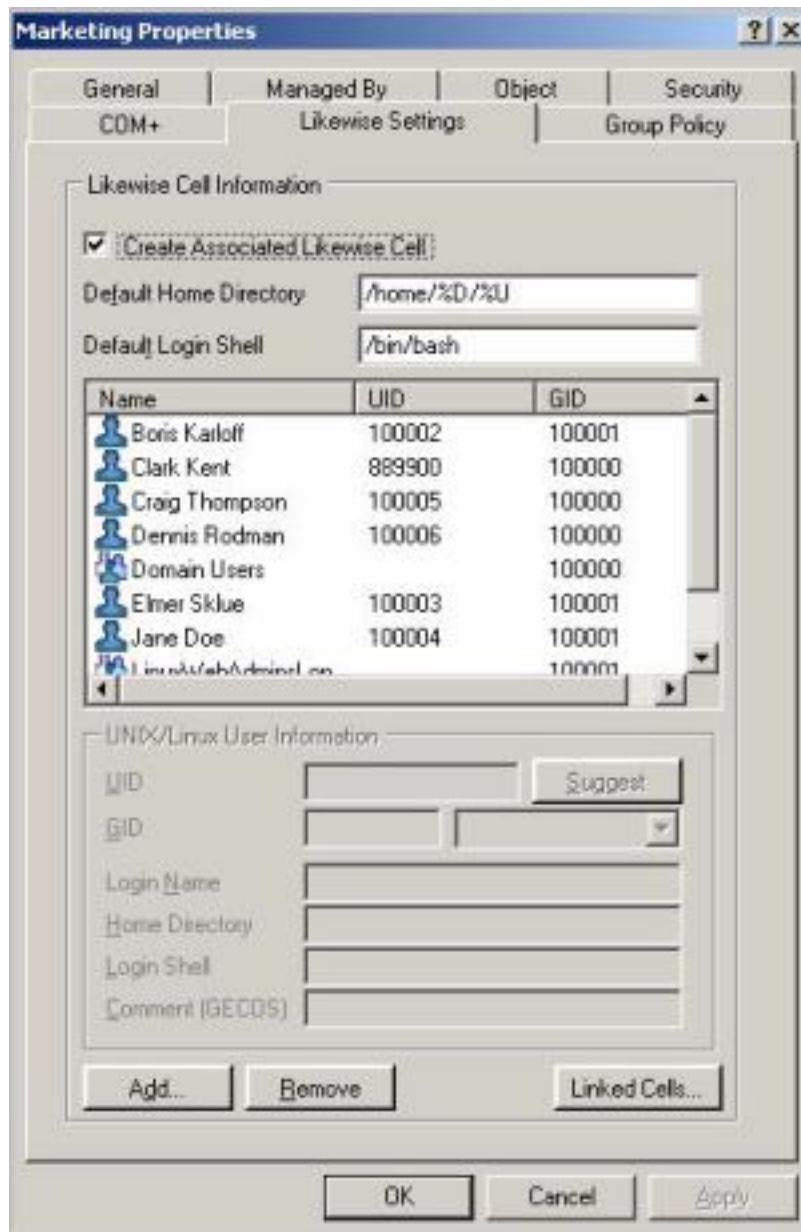 Marketing Properties
General Managed By Object Security
COM+ Likewise Settings Group Policy
Likewise Cell Information
Create Associated Likewise Cell
Default Home Directory /home/%D/%U
Default Login Shell /bin/bash
Name UID GID
Boris Karloff 100002 100001
Clark Kent 889900 100000
Craig Thompson 100005 100000
Dennis Rodman 100006 100000
Domain Users 100000
Elmer Sklue 100003 100001
Jane Doe 100004 100001
100001
UNIX/Linux User Information
UID Suggest
GID
Login Name
Home Directory
Login Shell
Comment (GECOS)
Add... Remove Linked Cells...
OK Cancel Apply